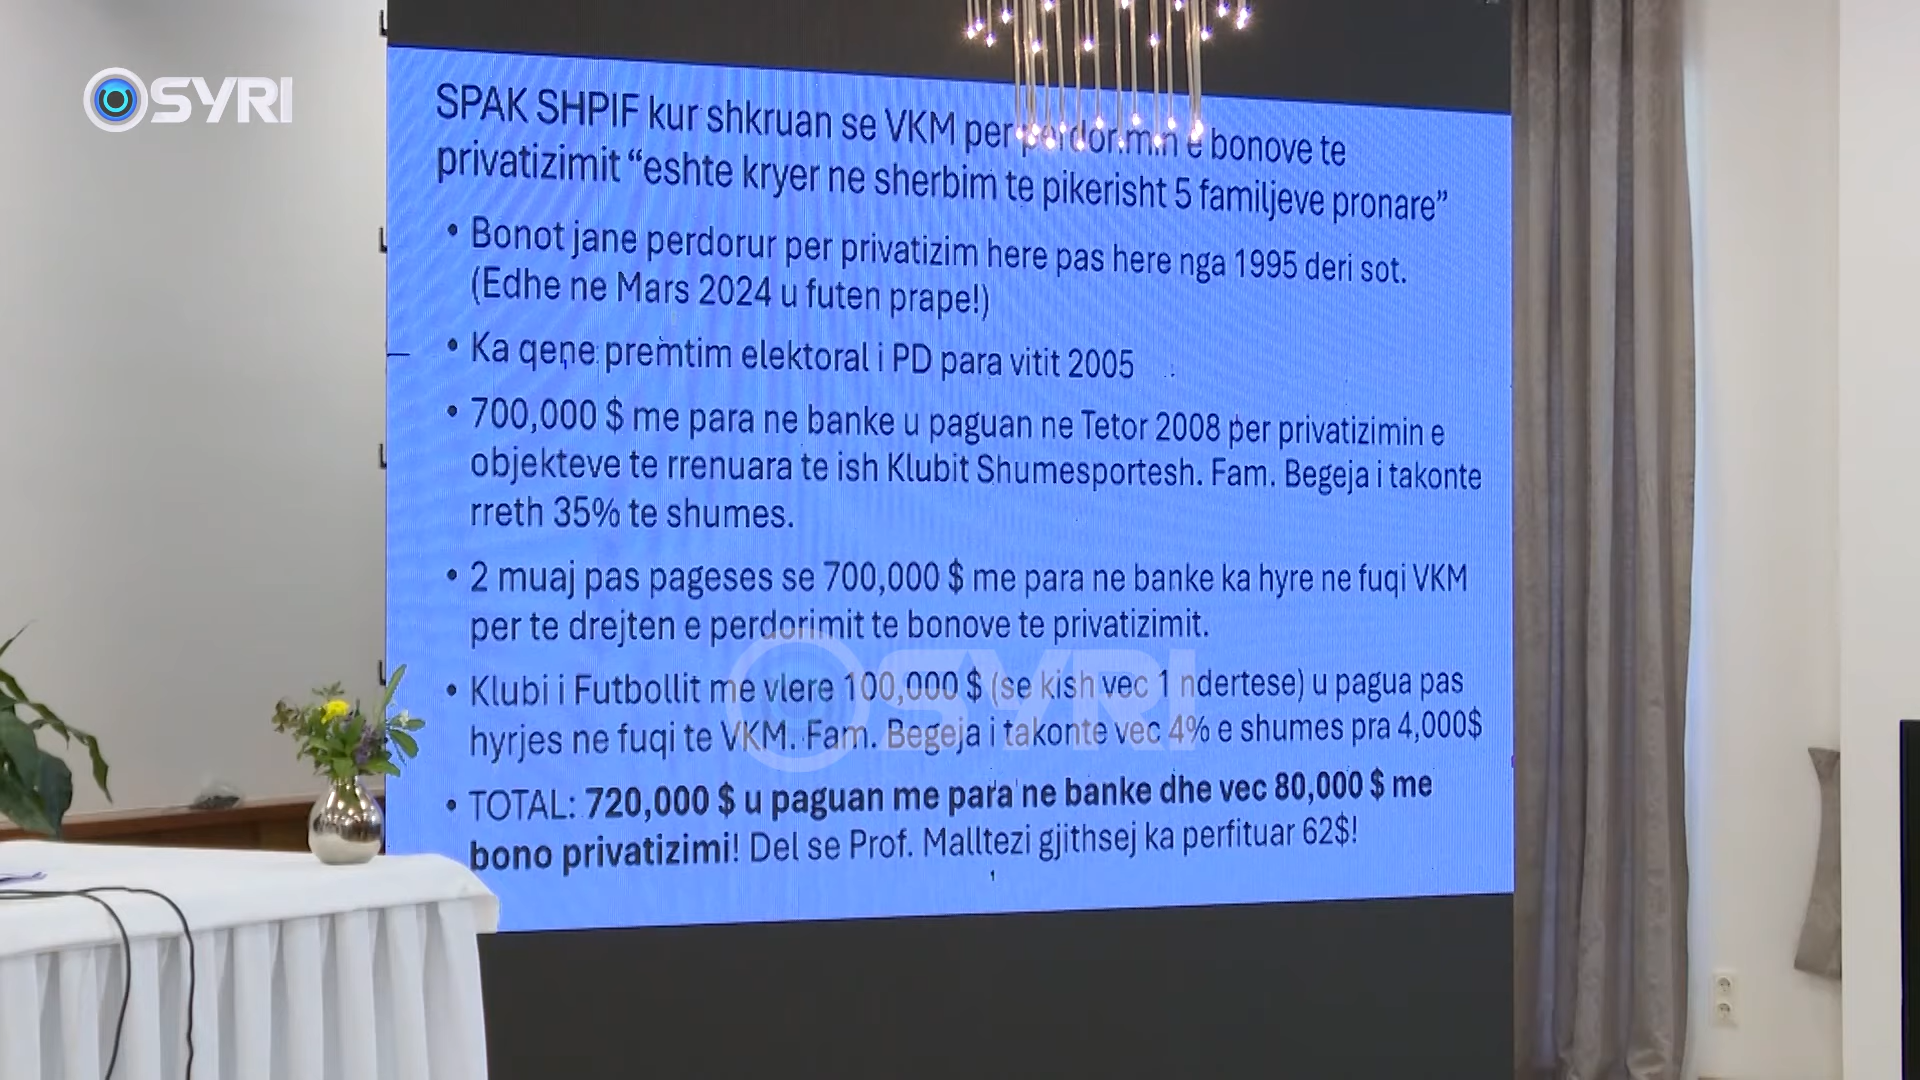 SYRI
SPAK SHPIF kur shkruan se VKM per perdorimin e bonove te
privatizimit “eshte kryer ne sherbim te pikerisht 5 familjeve pronare”
• Bonot jane perdorur per privatizim here pas here nga 1995 deri sot.
(Edhe ne Mars 2024 u futen prape!)
• Ka qene premtim elektoral i PD para vitit 2005
• 700,000 $ me para ne banke u paguan ne Tetor 2008 per privatizimin e
objekteve te rrenuara te ish Klubit Shumesportesh. Fam. Begeja i takonte
rreth 35% te shumes.
• 2 muaj pas pageses se 700,000 $ me para ne banke ka hyre ne fuqi VKM
per te drejten e perdorimit te bonove te privatizimit.
• Klubi i Futbollit me vlere 100,000 $ (se kish vec 1 ndertese) u pagua pas
hyrjes ne fuqi te VKM. Fam. Begeja i takonte vec 4% e shumes pra 4,000$
• TOTAL: 720,000 $ u paguan me para ne banke dhe vec 80,000 $ me
bono privatizimi! Del se Prof. Malltezi gjithsej ka perfituar 62$!
SYRI